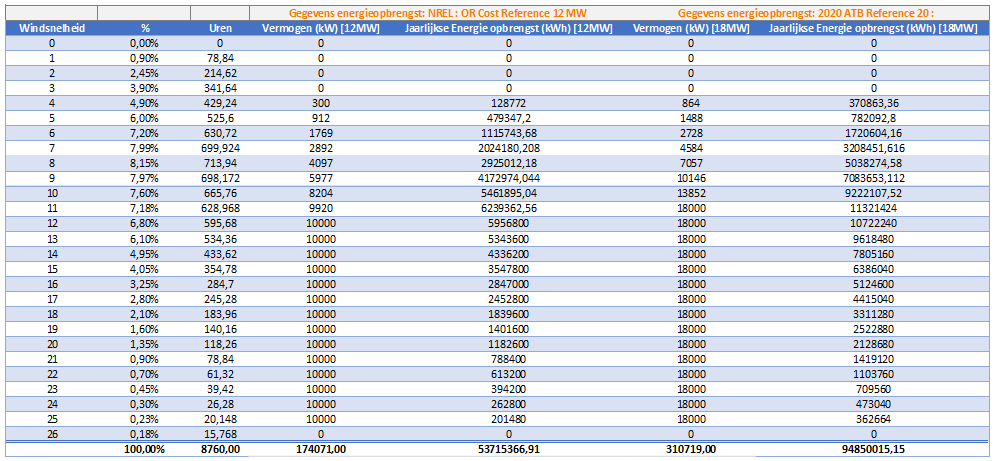 Gegevens energieopbrengst: NREL : OR Cost Reference 12 MW Gegevens energieopbrengst: 2020 ATB Reference 20 :
Windsnelheid % Uren Vermogen (kW) [12MW] Jaarlijkse Energie opbrengst (kWh) [12MW] Vermogen (kW) [18MW] Jaarlijkse Energie opbrengst (kWh) [18MW]
0 0,00% 0 0 0 0 0
1 0,90% 78,84 0 0 0 0
2 2,45% 214,62 0 0 0 0
3 3,90% 341,64 0 0 0 0
4 4,90% 429,24 300 128772 864 370863,36
5 6,00% 525,6 912 479347,2 1488 782092,8
6 7,20% 630,72 1769 1115743,68 2728 1720604,16
7 7,99% 699,924 2892 2024180,208 4584 3208451,616
8 8,15% 713,94 4097 2925012,18 7057 5038274,58
9 7,97% 698,172 5977 4172974,044 10146 7083653,112
10 7,60% 665,76 8204 5461895,04 13852 9222107,52
11 7,18% 628,968 9920 6239362,56 18000 11321424
12 6,80% 595,68 10000 5956800 18000 10722240
13 6,10% 534,36 10000 5343600 18000 9618480
14 4,95% 433,62 10000 4336200 18000 7805160
15 4,05% 354,78 10000 3547800 18000 6386040
16 3,25% 284,7 10000 2847000 18000 5124600
17 2,80% 245,28 10000 2452800 18000 4415040
18 2,10% 183,96 10000 1839600 18000 3311280
19 1,60% 140,16 10000 1401600 18000 2522880
20 1,35% 118,26 10000 1182600 18000 2128680
21 0,90% 78,84 10000 788400 18000 1419120
22 0,70% 61,32 10000 613200 18000 1103760
23 0,45% 39,42 10000 394200 18000 709560
24 0,30% 26,28 10000 262800 18000 473040
25 0,23% 20,148 10000 201480 18000 362664
26 0,18% 15,768 0 0 0 0
100,00% 8760,00 174071,00 53715366,91 310719,00 94850015,15